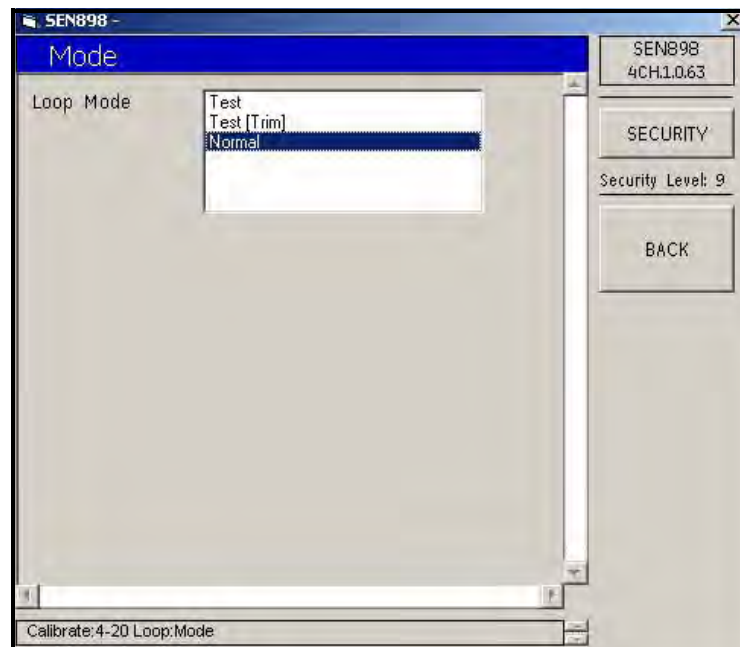 SEN898 -
Mode
SEN898
4CH.1.0.63
Loop Mode
Test
Test [Trim]
Normal
SECURITY
Security Level: 9
BACK
Calibrate:4-20 Loop:Mode